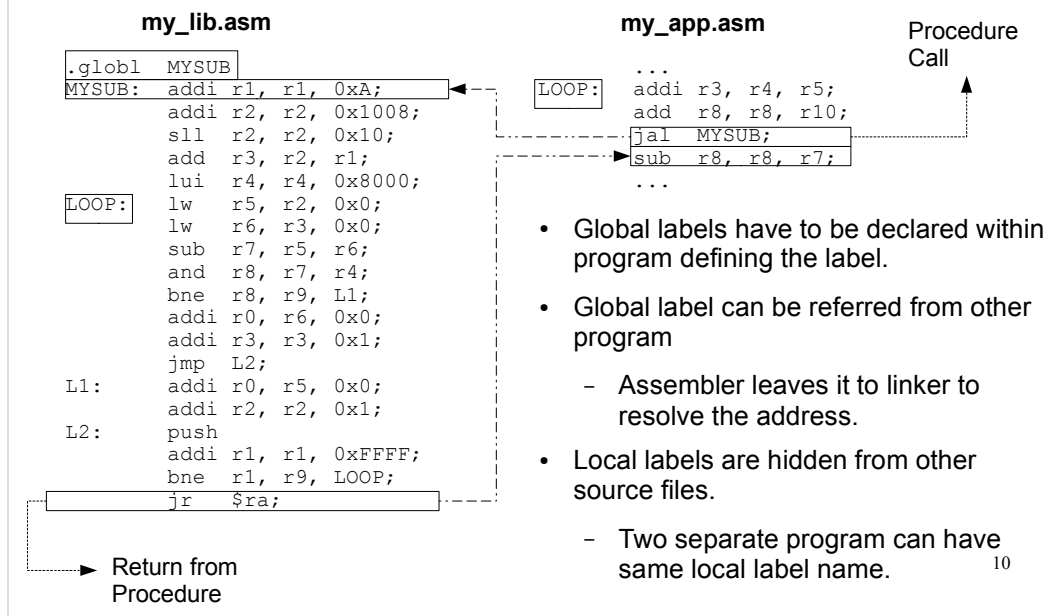 my_lib.asm
.globl MYSUB
MYSUB: addi r1, r1, 0xA;
addi r2, r2, 0x1008;
sll r2, r2, 0x10;
add r3, r2, r1;
lui r4, r4, 0x8000;
LOOP: lw r5, r2, 0x0;
lw r6, r3, 0x0;
sub r7, r5, r6;
and r8, r7, r4;
bne r8, r9, L1;
addi r0, r6, 0x0;
addi r3, r3, 0x1;
jmp L2;
L1: addi r0, r5, 0x0;
addi r2, r2, 0x1;
L2: push
addi r1, r1, 0xFFFF;
bne r1, r9, LOOP;
jr $ra;
Return from
Procedure
my_app.asm
...
LOOP: addi r3, r4, r5;
add r8, r8, r10;
jal MYSUB;
sub r8, r8, r7;
...
Procedure
Call
• Global labels have to be declared within
program defining the label.
• Global label can be referred from other
program
– Assembler leaves it to linker to
resolve the address.
• Local labels are hidden from other
source files.
– Two separate program can have
same local label name.
10